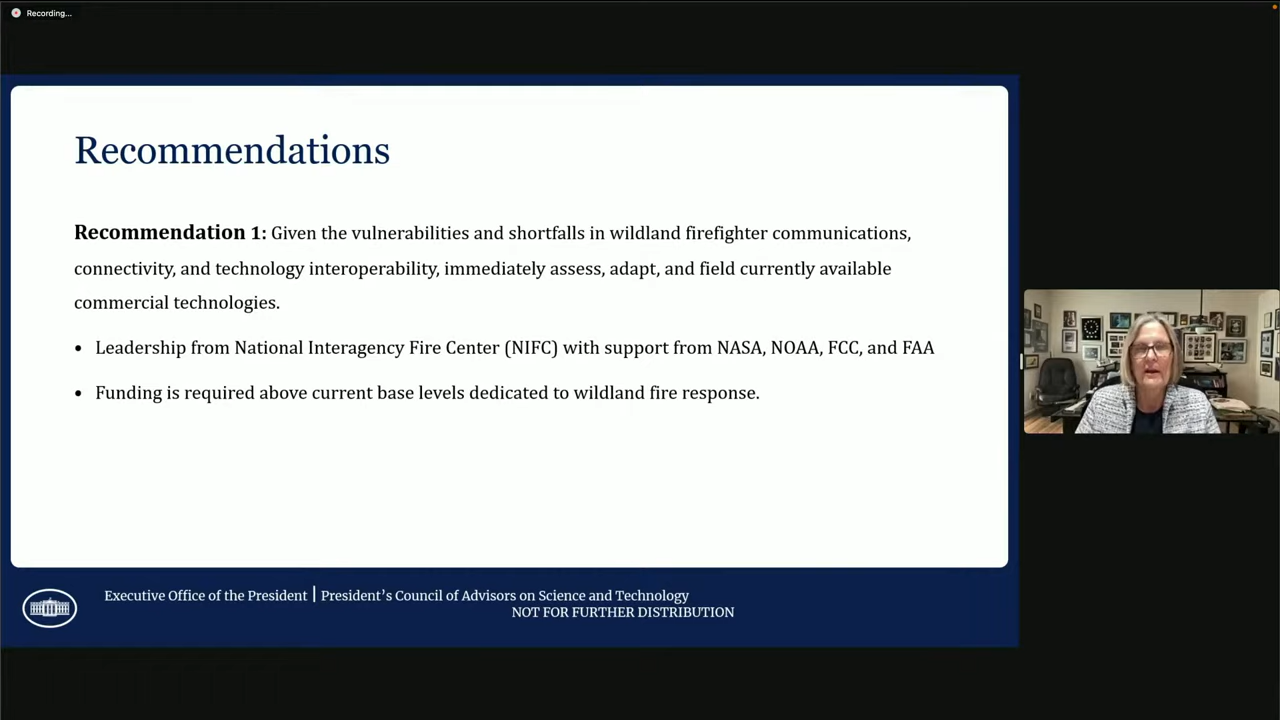 Recording...
Recommendations
Recommendation 1: Given the vulnerabilities and shortfalls in wildland firefighter communications,
connectivity, and technology interoperability, immediately assess, adapt, and field currently available
commercial technologies.
• Leadership from National Interagency Fire Center (NIFC) with support from NASA, NOAA, FCC, and FAA
• Funding is required above current base levels dedicated to wildland fire response.
Executive Office of the President | President’s Council of Advisors on Science and Technology
NOT FOR FURTHER DISTRIBUTION